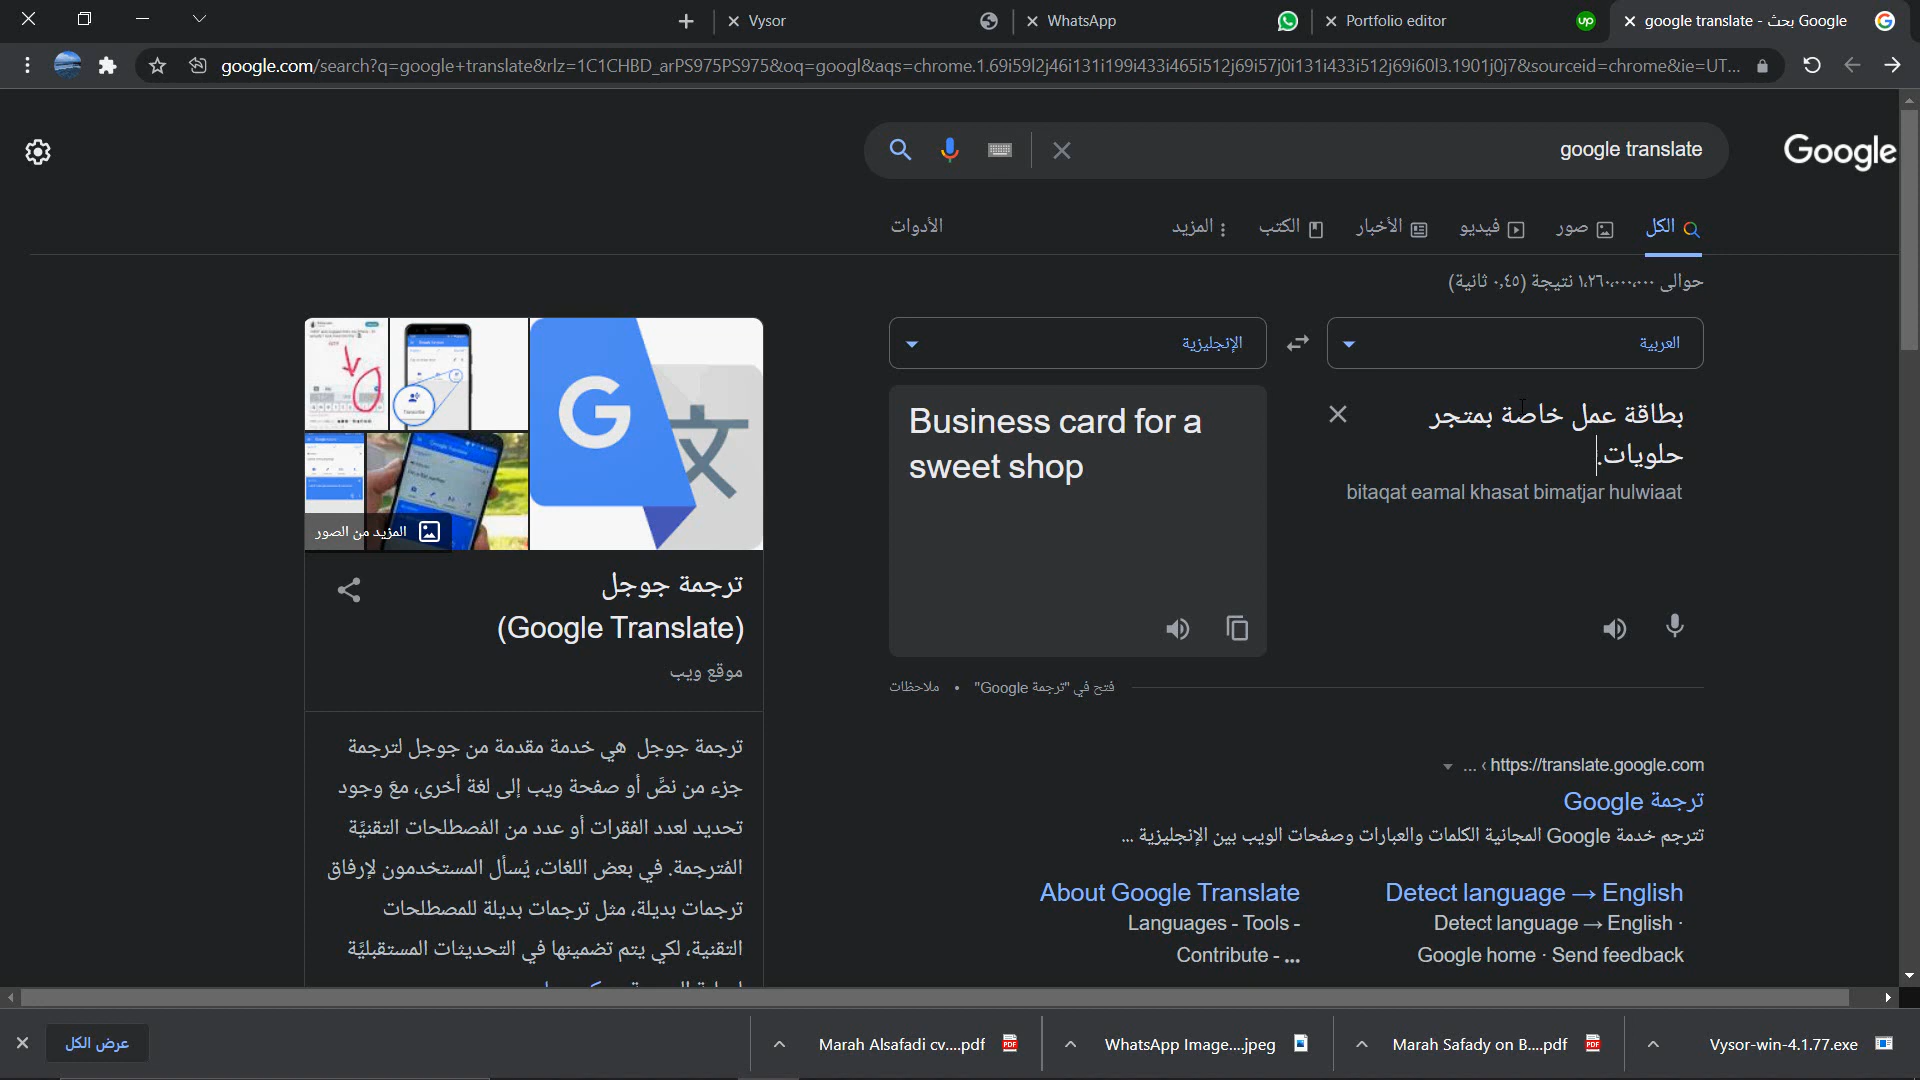 Vysor
WhatsApp
Portfolio editor
google translate - بحث Google
google.com/search?q=google+translate&rlz=1C1CHBD_arPS975PS975&oq=googl&aqs=chrome.1.69i59l2j46i131i199i433i465i512j69i57j0i131i433i512j69i60l3.1901j0j7&sourceid=chrome&ie=UT...
google translate
Google
الكل
صور
فيديو
الأخبار
الكتب
المزيد
الأدوات
حوالى ١,٢٦٠,٠٠٠,٠٠٠ نتيجة (٠,٤٥ ثانية)
العربية
الإنجليزية
بطاقة عمل خاصة بمتجر
حلويات.
bitaqat eamal khasat bimatjar hulwiaat
Business card for a
sweet shop
فتح في "ترجمة Google" • ملاحظات
https://translate.google.com › ...
ترجمة Google
تترجم خدمة Google المجانية الكلمات والعبارات وصفحات الويب بين الإنجليزية ...
Detect language → English
Detect language → English ·
Google home · Send feedback
About Google Translate
Languages - Tools -
Contribute - ...
المزيد من الصور
ترجمة جوجل
(Google Translate)
موقع ويب
ترجمة جوجل هي خدمة مقدمة من جوجل لترجمة
جزء من نصَّ أو صفحة ويب إلى لغة أخرى، معَ وجود
تحديد لعدد الفقرات أو عدد من المُصطلحات التقنيَّة
المُترجمة. في بعض اللغات، يُسأل المستخدمون لإرفاق
ترجمات بديلة، مثل ترجمات بديلة للمصطلحات
التقنية، لكي يتم تضمينها في التحديثات المستقبليَّة
عرض الكل
Marah Alsafadi cv....pdf
WhatsApp Image....jpeg
Marah Safady on B....pdf
Vysor-win-4.1.77.exe